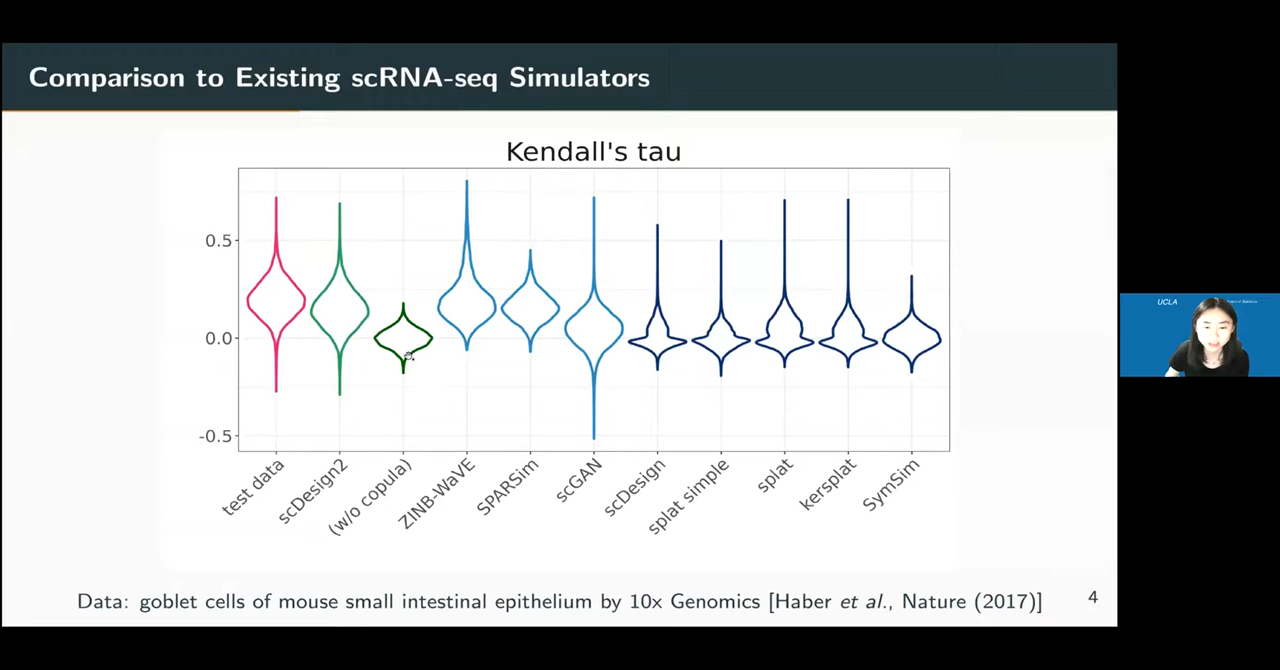 Comparison to Existing scRNA-seq Simulators
Kendall's tau
0.5
0.0
-0.5
test data
scDesign2
(w/o copula)
ZINB-WaVE
SPARSim
scGAN
scDesign
splat simple
splat
kersplat
SymSim
Data: goblet cells of mouse small intestinal epithelium by 10x Genomics [Haber et al., Nature (2017)]
4
UCLA